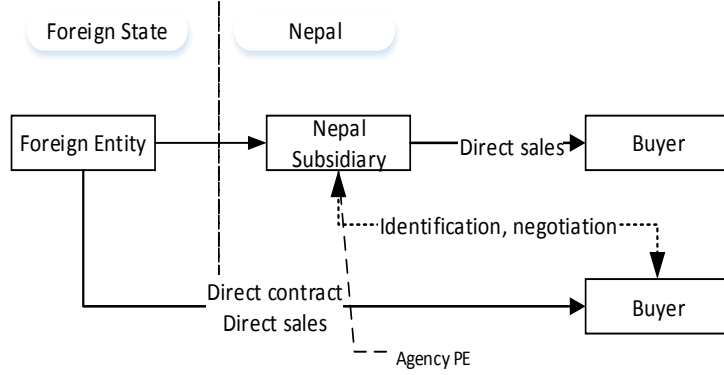 Foreign State
Nepal
Foreign Entity
Nepal
Subsidiary
Direct sales
Buyer
Identification, negotiation
Direct contract
Direct sales
Buyer
Agency PE